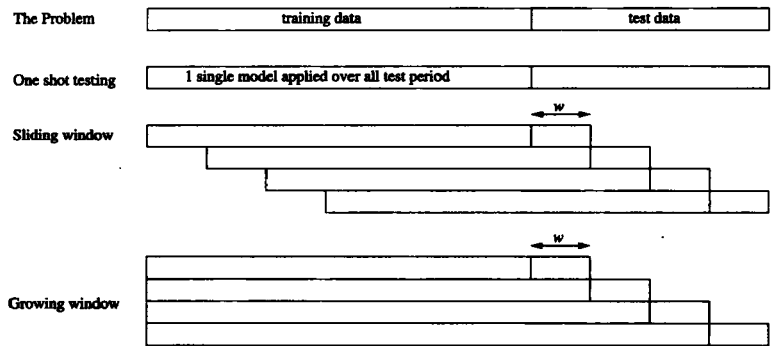 The Problem
training data
test data
One shot testing
1 single model applied over all test period
w
Sliding window
w
Growing window